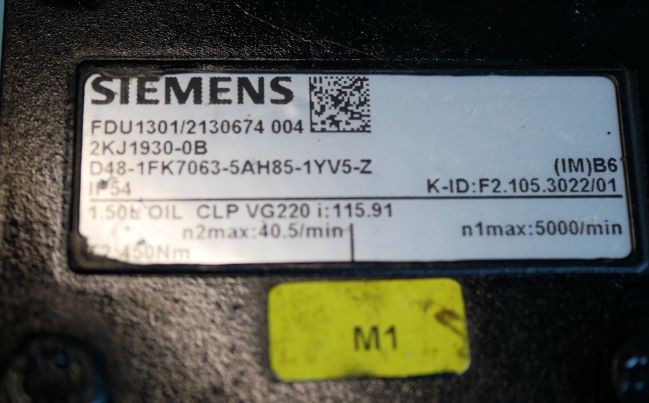 SIEMENS
FDU1301/2130674 004
2KJ1930-0B
D48-1FK7063-5AH85-1YV5-Z (IM)B6
IP54 K-ID:F2.105.3022/01
1.50L OIL CLP VG220 i:115.91
n2max:40.5/min n1max:5000/min
T2:450Nm
M1